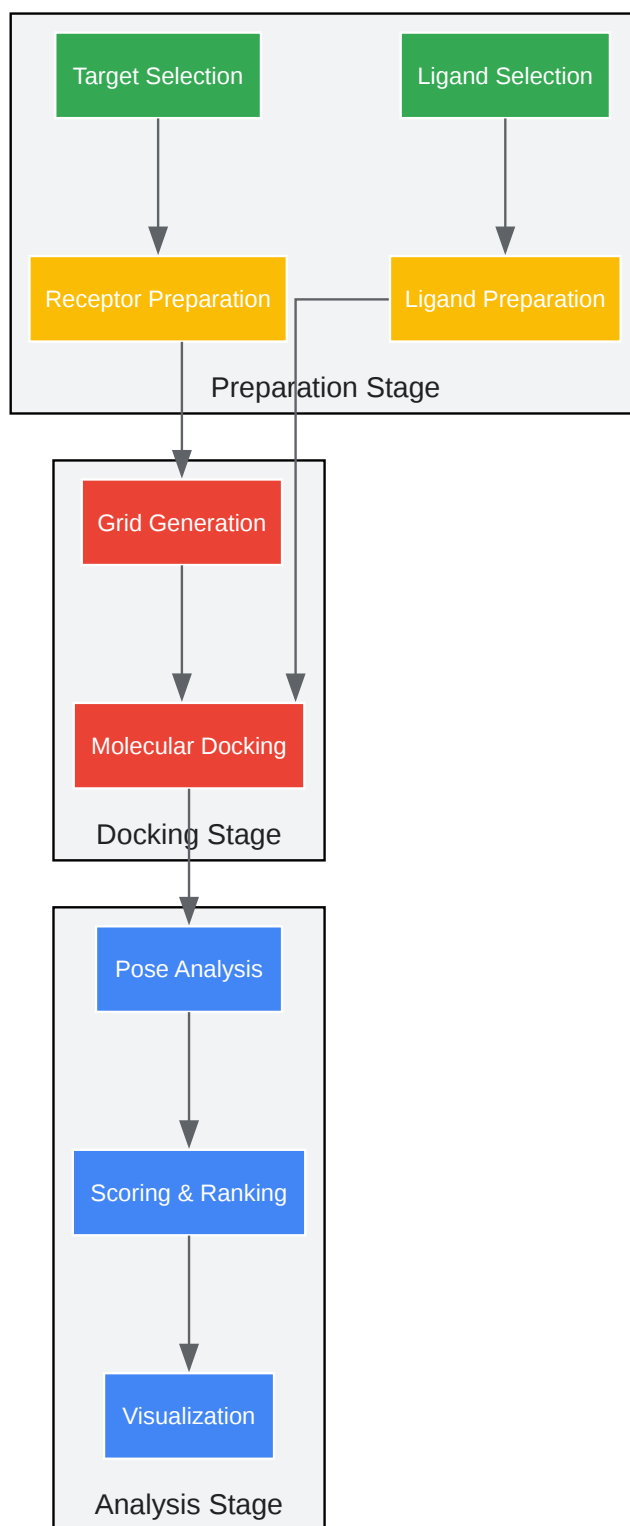 Target Selection
Ligand Selection
Receptor Preparation
Ligand Preparation
Preparation Stage
Grid Generation
Molecular Docking
Docking Stage
Pose Analysis
Scoring & Ranking
Visualization
Analysis Stage